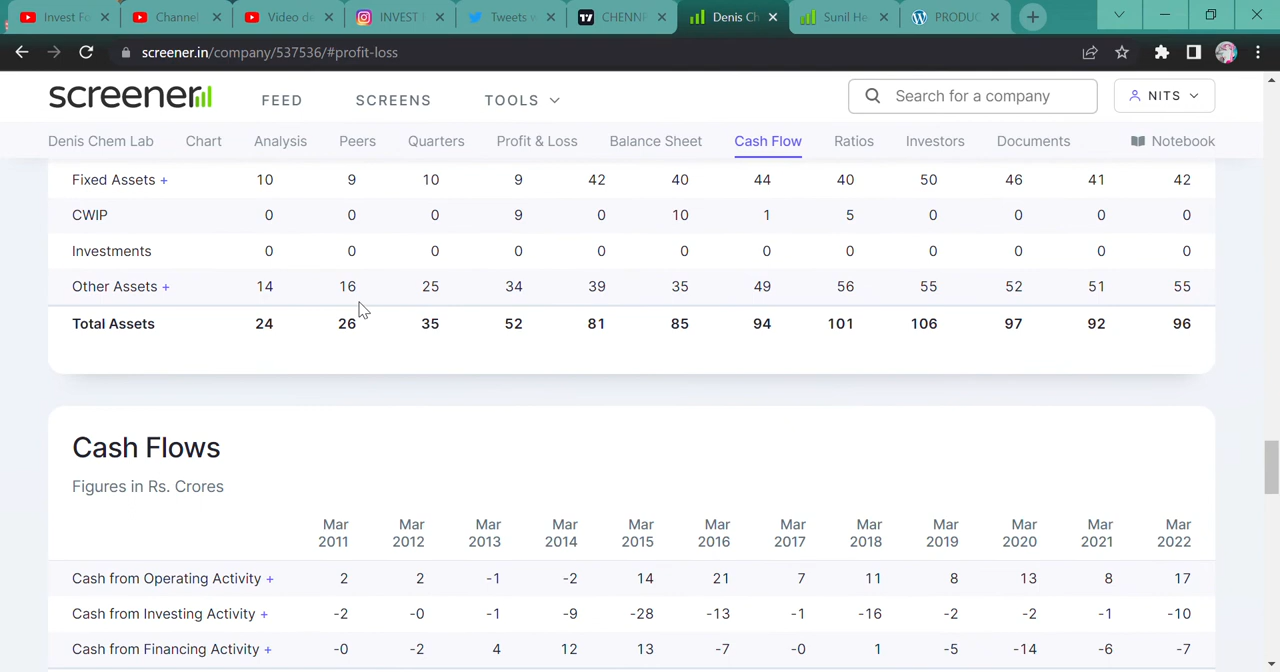 Invest Fo
Channel
Video de
INVEST
Tweets w
CHENNP
Denis Ch
Sunil He
PRODUC
screener.in/company/537536/#profit-loss
screener
FEED SCREENS TOOLS
Search for a company
NITS
Denis Chem Lab Chart Analysis Peers Quarters Profit & Loss Balance Sheet Cash Flow Ratios Investors Documents Notebook
Fixed Assets + 10 9 10 9 42 40 44 40 50 46 41 42
CWIP 0 0 0 9 0 10 1 5 0 0 0 0
Investments 0 0 0 0 0 0 0 0 0 0 0 0
Other Assets + 14 16 25 34 39 35 49 56 55 52 51 55
Total Assets 24 26 35 52 81 85 94 101 106 97 92 96
Cash Flows
Figures in Rs. Crores
Mar 2011 Mar 2012 Mar 2013 Mar 2014 Mar 2015 Mar 2016 Mar 2017 Mar 2018 Mar 2019 Mar 2020 Mar 2021 Mar 2022
Cash from Operating Activity + 2 2 -1 -2 14 21 7 11 8 13 8 17
Cash from Investing Activity + -2 -0 -1 -9 -28 -13 -1 -16 -2 -2 -1 -10
Cash from Financing Activity + -0 -2 4 12 13 -7 -0 1 -5 -14 -6 -7